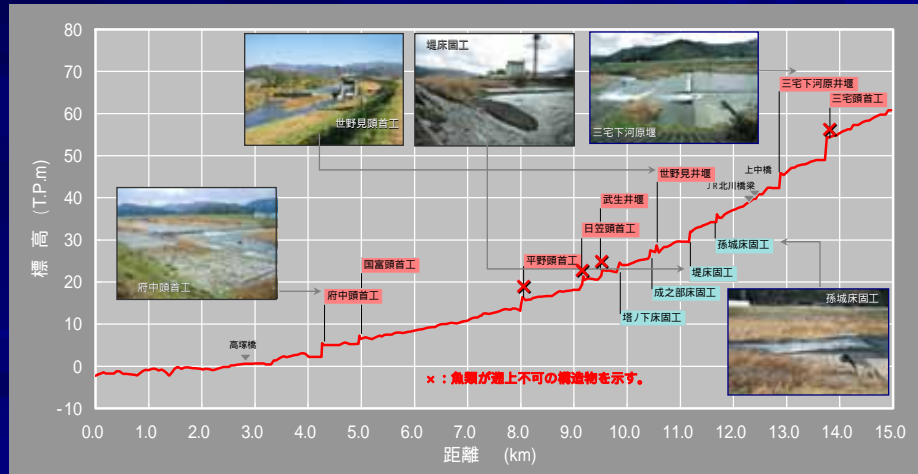 80
70
60
50
40
30
20
10
0
-10
標 高 (T.P.m)
0.0
1.0
2.0
3.0
4.0
5.0
6.0
7.0
8.0
9.0
10.0
11.0
12.0
13.0
14.0
15.0
距離 (km)
世野見頭首工
堤床固工
三宅下河原堰
府中頭首工
孫城床固工
高塚橋
府中頭首工
国富頭首工
平野頭首工
日笠頭首工
武生井堰
世野見井堰
JR北川橋梁
上中橋
三宅下河原井堰
三宅頭首工
塔ノ下床固工
成之部床固工
堤床固工
孫城床固工
×：魚類が遡上不可の構造物を示す。